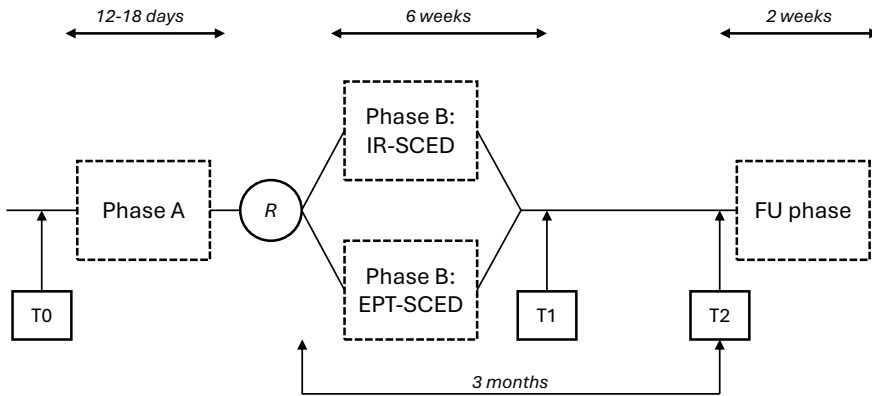 12-18 days
6 weeks
2 weeks
Phase B:
IR-SCED
Phase A
R
FU phase
Phase B:
EPT-SCED
T0
T1
T2
3 months